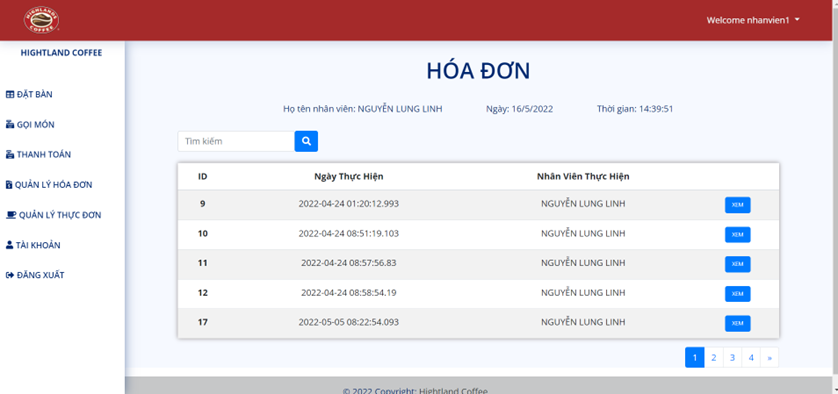 HIGHLANDS
COFFEE
Welcome nhanvien1
HIGHTLAND COFFEE
ĐẶT BÀN
GỌI MÓN
THANH TOÁN
QUẢN LÝ HÓA ĐƠN
QUẢN LÝ THỰC ĐƠN
TÀI KHOẢN
ĐĂNG XUẤT
HÓA ĐƠN
Họ tên nhân viên: NGUYỄN LUNG LINH Ngày: 16/5/2022 Thời gian: 14:39:51
Tìm kiếm
ID Ngày Thực Hiện Nhân Viên Thực Hiện
9 2022-04-24 01:20:12.993 NGUYỄN LUNG LINH XEM
10 2022-04-24 08:51:19.103 NGUYỄN LUNG LINH XEM
11 2022-04-24 08:57:56.83 NGUYỄN LUNG LINH XEM
12 2022-04-24 08:58:54.19 NGUYỄN LUNG LINH XEM
17 2022-05-05 08:22:54.093 NGUYỄN LUNG LINH XEM
1 2 3 4 »
© 2022 Copyright: Hightland Coffee